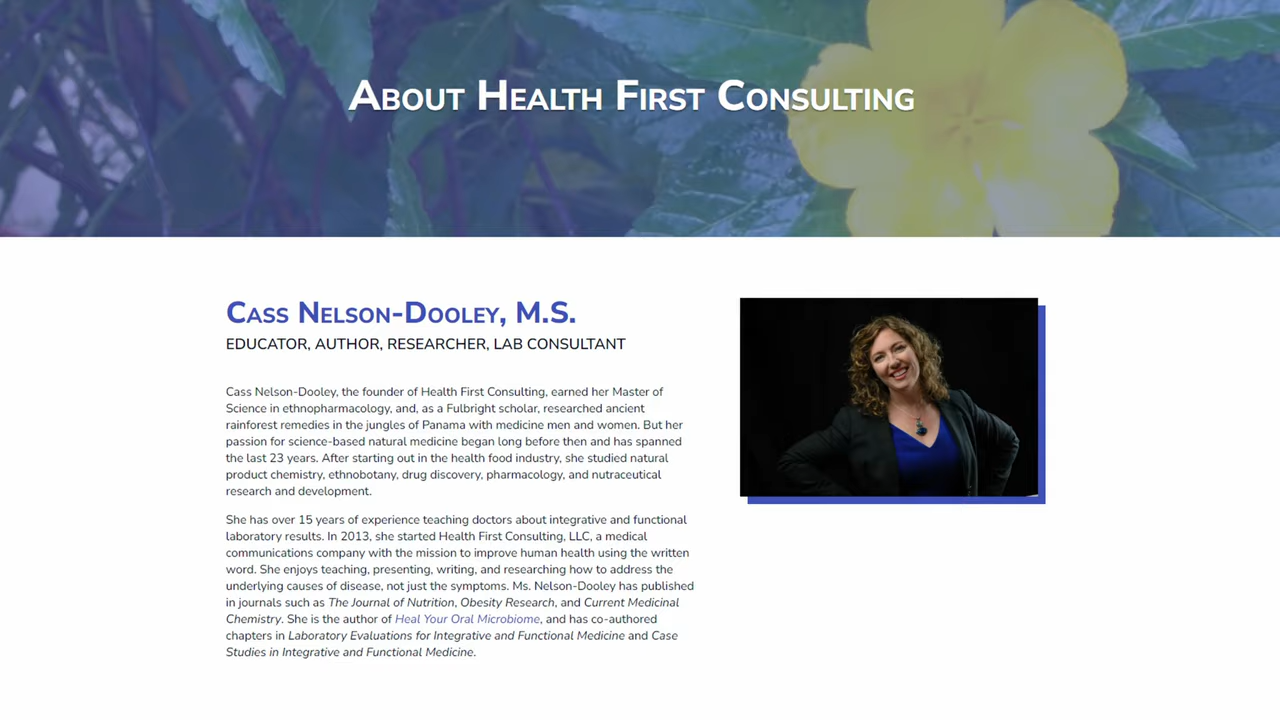 About Health First Consulting
Cass Nelson-Dooley, M.S.
EDUCATOR, AUTHOR, RESEARCHER, LAB CONSULTANT
Cass Nelson-Dooley, the founder of Health First Consulting, earned her Master of
Science in ethnopharmacology, and, as a Fulbright scholar, researched ancient
rainforest remedies in the jungles of Panama with medicine men and women. But her
passion for science-based natural medicine began long before then and has spanned
the last 23 years. After starting out in the health food industry, she studied natural
product chemistry, ethnobotany, drug discovery, pharmacology, and nutraceutical
research and development.
She has over 15 years of experience teaching doctors about integrative and functional
laboratory results. In 2013, she started Health First Consulting, LLC, a medical
communications company with the mission to improve human health using the written
word. She enjoys teaching, presenting, writing, and researching how to address the
underlying causes of disease, not just the symptoms. Ms. Nelson-Dooley has published
in journals such as The Journal of Nutrition, Obesity Research, and Current Medicinal
Chemistry. She is the author of Heal Your Oral Microbiome, and has co-authored
chapters in Laboratory Evaluations for Integrative and Functional Medicine and Case
Studies in Integrative and Functional Medicine.